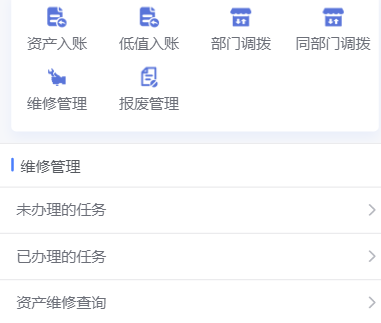 资产入账 低值入账 部门调拨 同部门调拨
维修管理 报废管理
维修管理
未办理的任务
已办理的任务
资产维修查询